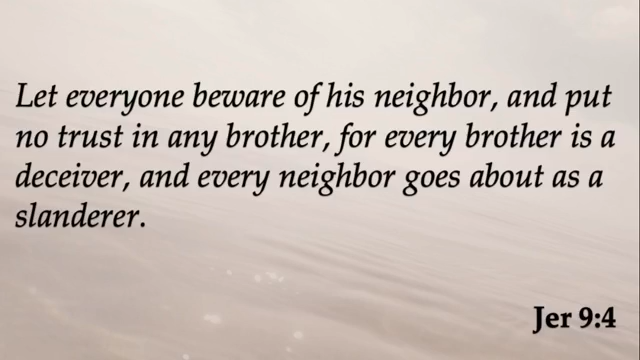 Let everyone beware of his neighbor, and put
no trust in any brother, for every brother is a
deceiver, and every neighbor goes about as a
slanderer.
Jer 9:4